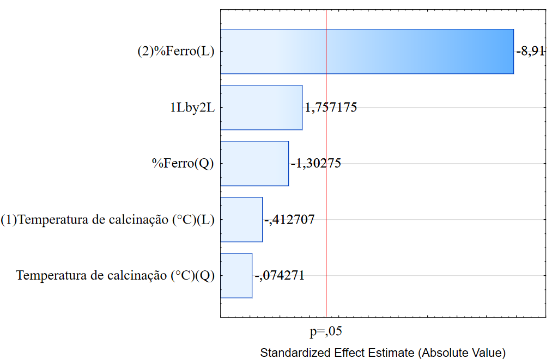 (2)%Ferro(L)
-8,91
1Lby2L
1,757175
%Ferro(Q)
-1,30275
(1)Temperatura de calcinação (°C)(L)
-,412707
Temperatura de calcinação (°C)(Q)
-,074271
p=,05
Standardized Effect Estimate (Absolute Value)